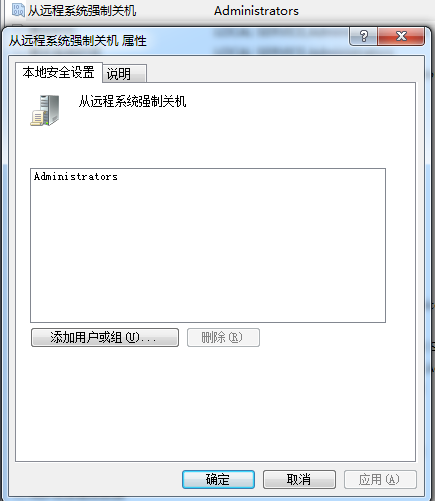 从远程系统强制关机 Administrators
从远程系统强制关机 属性
本地安全设置 说明
从远程系统强制关机
Administrators
添加用户或组(U)... 删除(R)
确定 取消 应用(A)